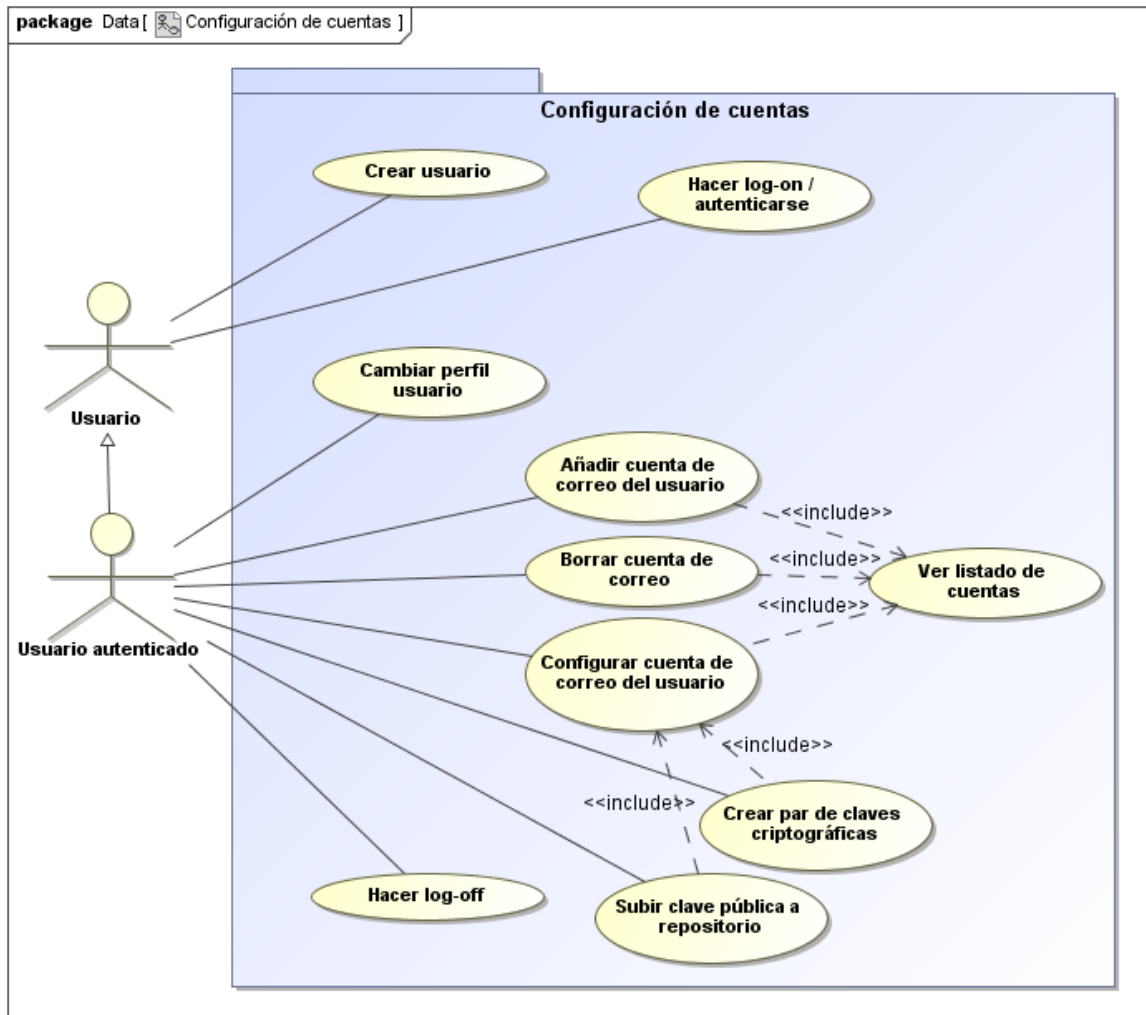 package Data [ Configuración de cuentas ]
Configuración de cuentas
Crear usuario
Hacer log-on /
autenticarse
Usuario
Cambiar perfil
usuario
Añadir cuenta de
correo del usuario
<<include>>
Borrar cuenta de
correo
<<include>>
Ver listado de
cuentas
<<include>>
Usuario autenticado
Configurar cuenta de
correo del usuario
<<include>>
<<include>>
Crear par de claves
criptográficas
Hacer log-off
Subir clave pública a
repositorio